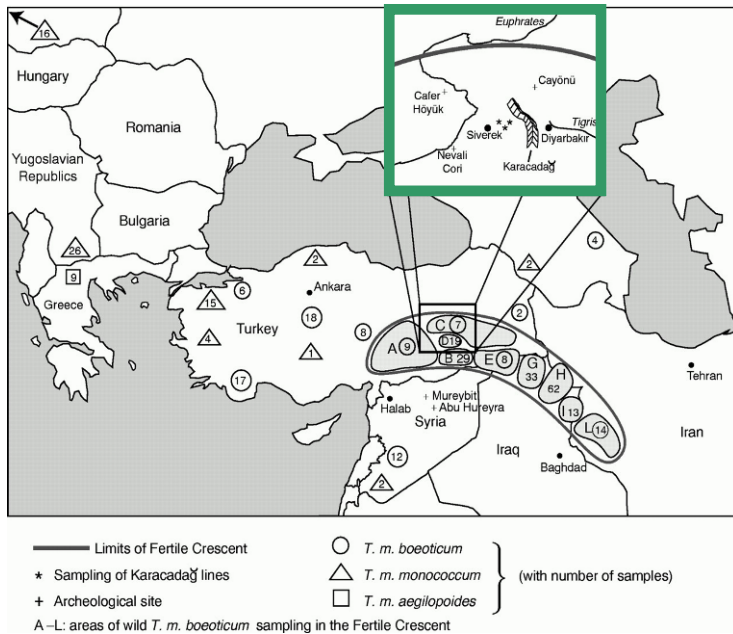 16
Hungary
Romania
Yugoslavian
Republics
Bulgaria
26
9
Greece
Euphrates
Cayönü
Cafer
Höyük
Siverek
Tigris
Diyarbakır
Nevali
Cori
Karacadağ
2
6
Ankara
15
18
Turkey
4
1
17
8
2
4
2
C 7
D19
A 9
B 29
E 8
G
33
H
62
I 13
L 14
Tehran
Halab
Mureybit
Abu Hureyra
Syria
12
2
Iraq
Baghdad
Iran
Limits of Fertile Crescent
* Sampling of Karacadağ lines
+ Archeological site
A–L: areas of wild T. m. boeoticum sampling in the Fertile Crescent
T. m. boeoticum
T. m. monococcum
T. m. aegilopoides
(with number of samples)